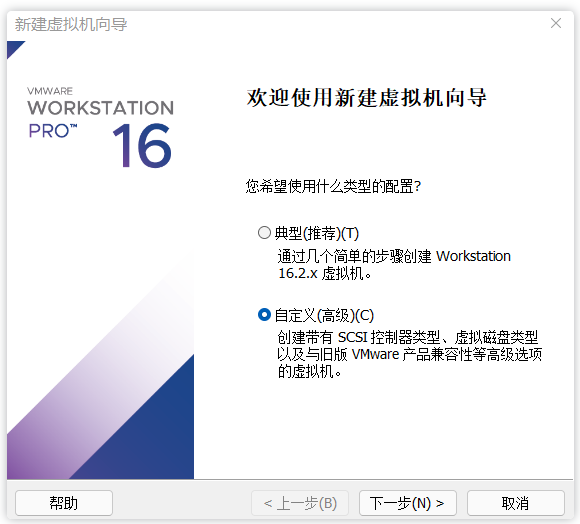 新建虚拟机向导
VMWARE
WORKSTATION
PRO™ 16
欢迎使用新建虚拟机向导
您希望使用什么类型的配置?
典型(推荐)(T)
通过几个简单的步骤创建 Workstation
16.2.x 虚拟机。
自定义(高级)(C)
创建带有 SCSI 控制器类型、虚拟磁盘类型
以及与旧版 VMware 产品兼容性等高级选项
的虚拟机。
帮助
< 上一步(B)
下一步(N) >
取消